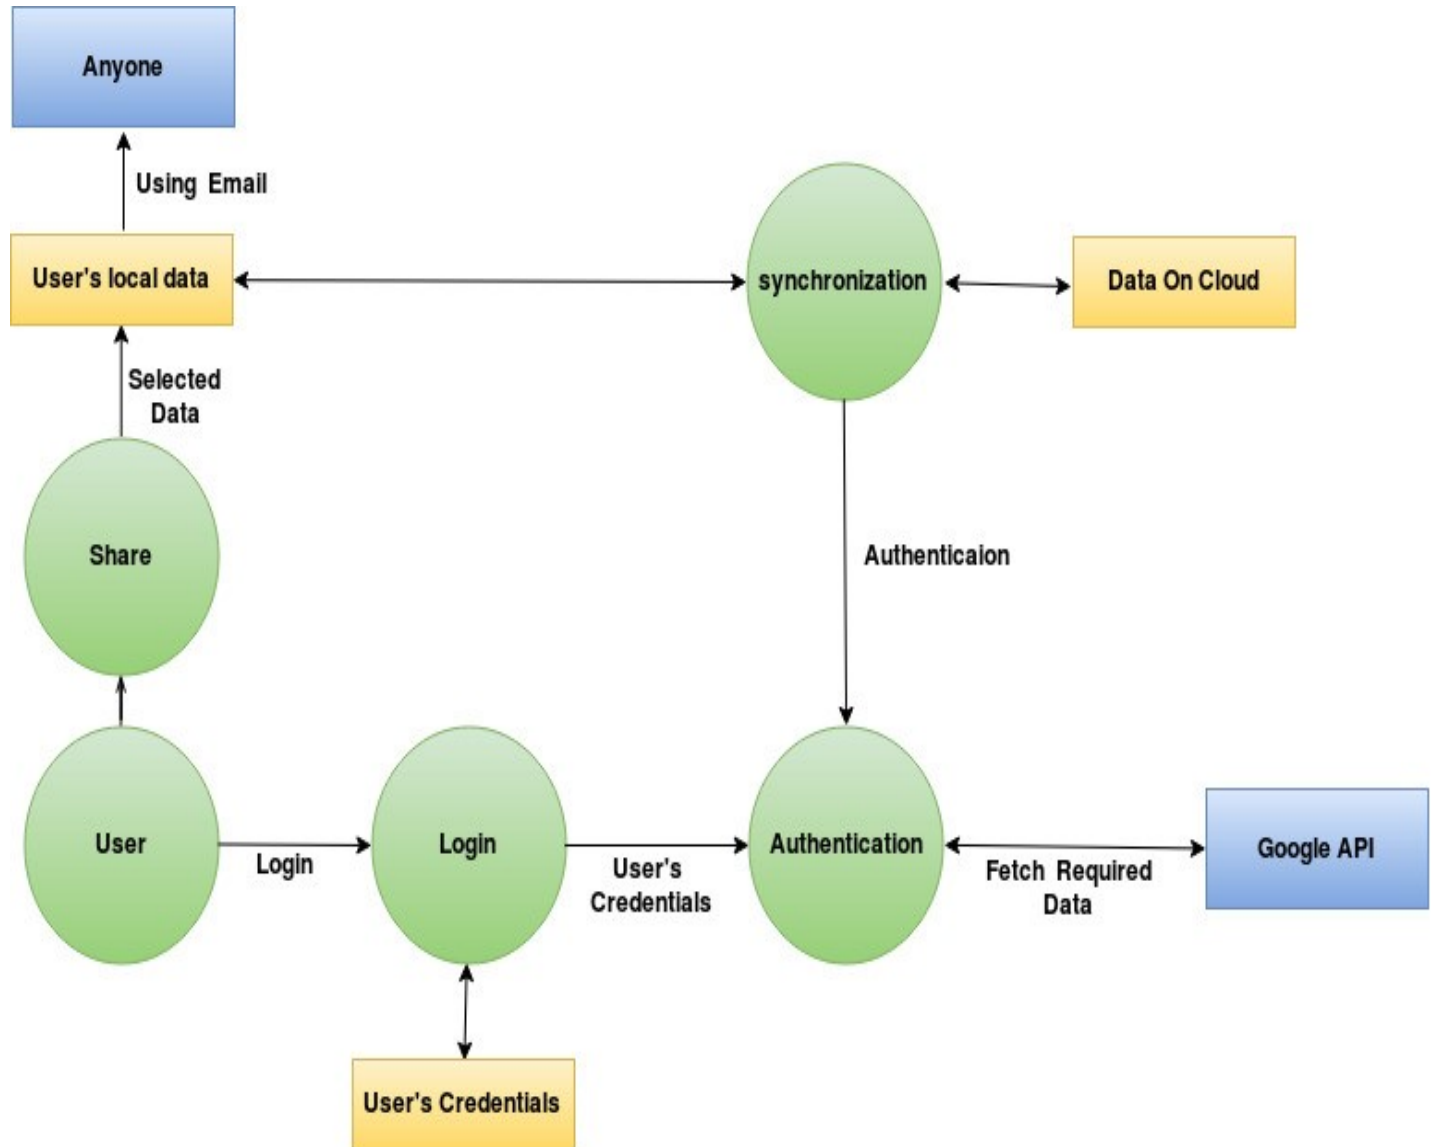 Anyone
Using Email
User's local data
synchronization
Data On Cloud
Selected
Data
Share
Authenticaion
User
Login
Login
User's
Credentials
Authentication
Fetch Required
Data
Google API
User's Credentials